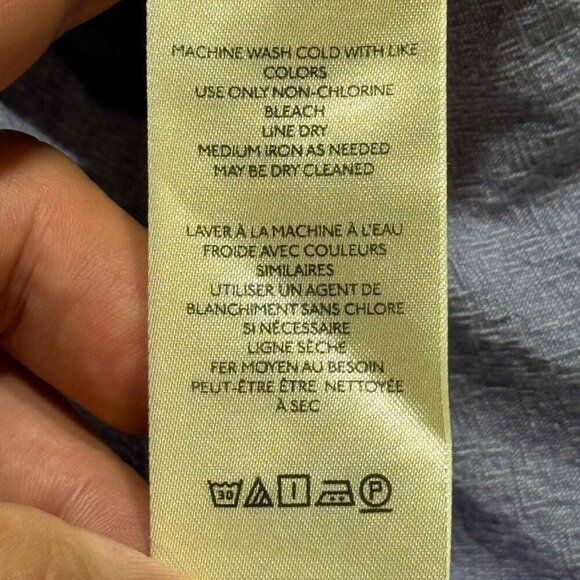 MACHINE WASH COLD WITH LIKE
COLORS
USE ONLY NON-CHLORINE
BLEACH
LINE DRY
MEDIUM IRON AS NEEDED
MAY BE DRY CLEANED
LAVER À LA MACHINE À L'EAU
FROIDE AVEC COULEURS
SIMILAIRES
UTILISER UN AGENT DE
BLANCHIMENT SANS CHLORE
SI NÉCESSAIRE
LIGNE SÈCHE
FER MOYEN AU BESOIN
PEUT-ÊTRE ÊTRE NETTOYÉE
À SEC
30 P